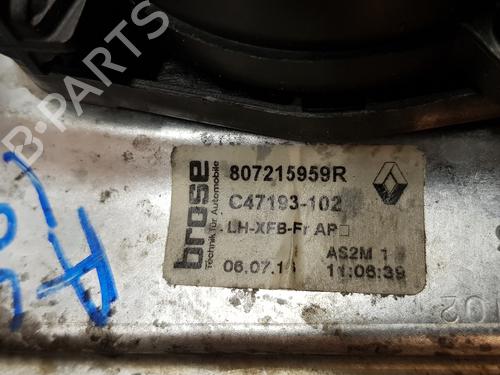 brose
Technik für Automobile
807215959R
C47193-102
LH-XFB-Fr AP
AS2M 1
06.07.1
11:06:39
B-PARTS